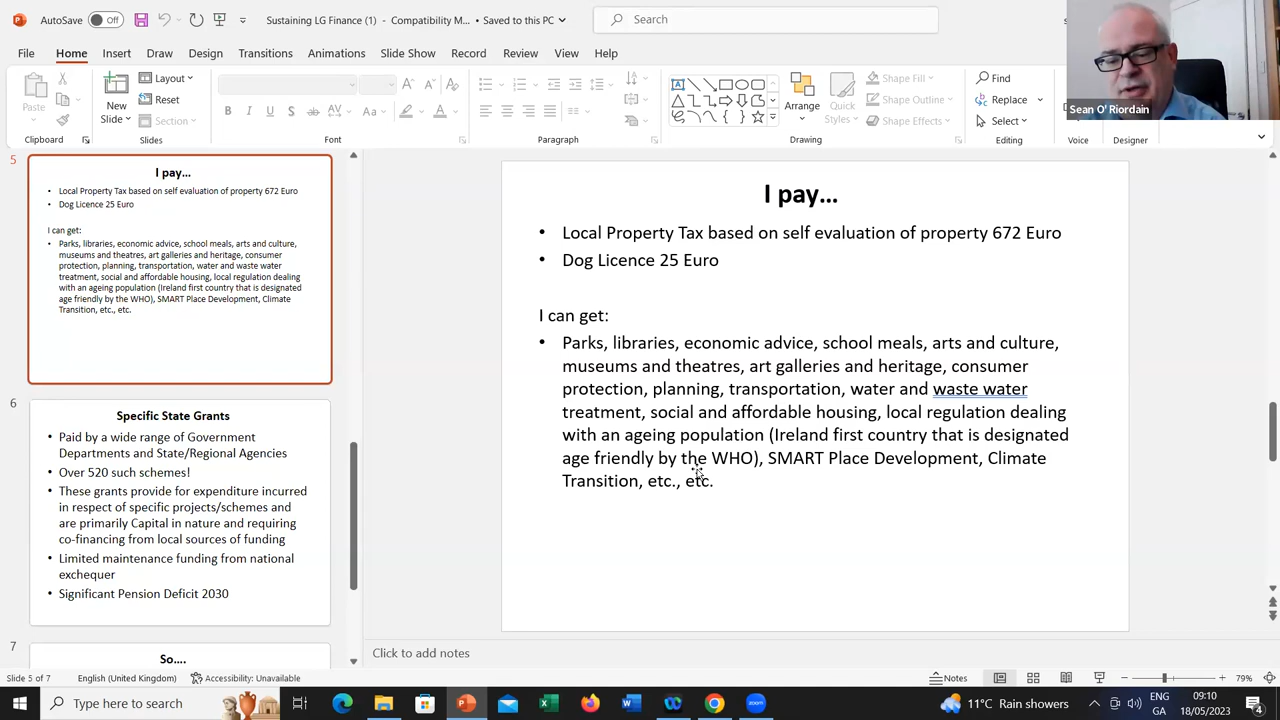 AutoSave
Off
Sustaining LG Finance (1) - Compatibility M... • Saved to this PC
Search
File
Home
Insert
Draw
Design
Transitions
Animations
Slide Show
Record
Review
View
Help
Sean O' Riordain
Paste
New
Slide
Layout
Reset
Section
Arrange
Quick
Styles
Shape Fill
Shape Outline
Shape Effects
Find
Replace
Select
Clipboard
Slides
Font
Paragraph
Drawing
Editing
Voice
Designer
5
I pay...
• Local Property Tax based on self evaluation of property 672 Euro
• Dog Licence 25 Euro
I can get:
• Parks, libraries, economic advice, school meals, arts and culture,
museums and theatres, art galleries and heritage, consumer
protection, planning, transportation, water and waste water
treatment, social and affordable housing, local regulation dealing
with an ageing population (Ireland first country that is designated
age friendly by the WHO), SMART Place Development, Climate
Transition, etc., etc.
6
Specific State Grants
• Paid by a wide range of Government
Departments and State/Regional Agencies
• Over 520 such schemes!
• These grants provide for expenditure incurred
in respect of specific projects/schemes and
are primarily Capital in nature and requiring
co-financing from local sources of funding
• Limited maintenance funding from national
exchequer
• Significant Pension Deficit 2030
7
So....
I pay...
• Local Property Tax based on self evaluation of property 672 Euro
• Dog Licence 25 Euro
I can get:
• Parks, libraries, economic advice, school meals, arts and culture,
museums and theatres, art galleries and heritage, consumer
protection, planning, transportation, water and waste water
treatment, social and affordable housing, local regulation dealing
with an ageing population (Ireland first country that is designated
age friendly by the WHO), SMART Place Development, Climate
Transition, etc., etc.
Click to add notes
Slide 5 of 7
English (United Kingdom)
Accessibility: Unavailable
Notes
79%
Type here to search
zoom
11°C Rain showers
ENG
GA
09:10
18/05/2023
4